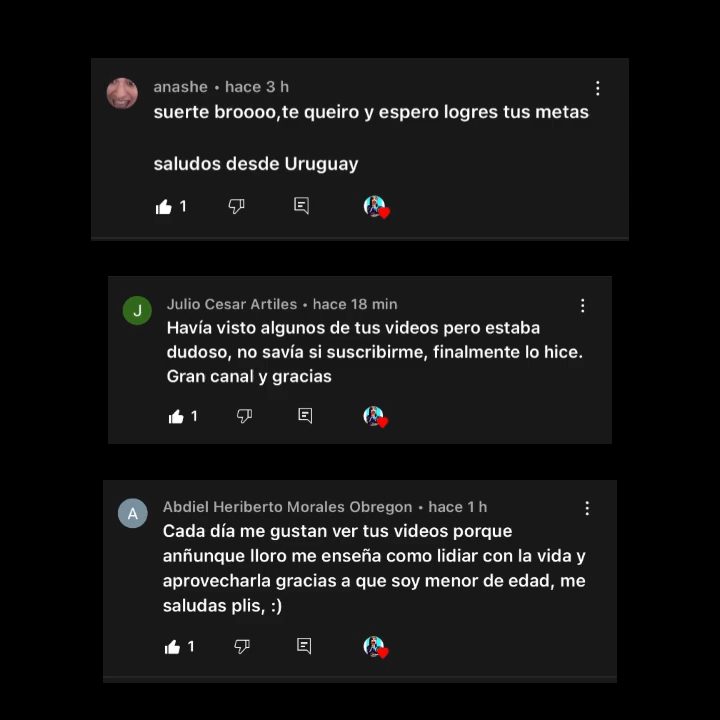 anashe • hace 3 h
suerte broooo,te queiro y espero logres tus metas
saludos desde Uruguay
1
J
Julio Cesar Artiles • hace 18 min
Havía visto algunos de tus videos pero estaba
dudoso, no savía si suscribirme, finalmente lo hice.
Gran canal y gracias
1
A
Abdiel Heriberto Morales Obregon • hace 1 h
Cada día me gustan ver tus videos porque
anñunque lloro me enseña como lidiar con la vida y
aprovecharla gracias a que soy menor de edad, me
saludas plis, :)
1